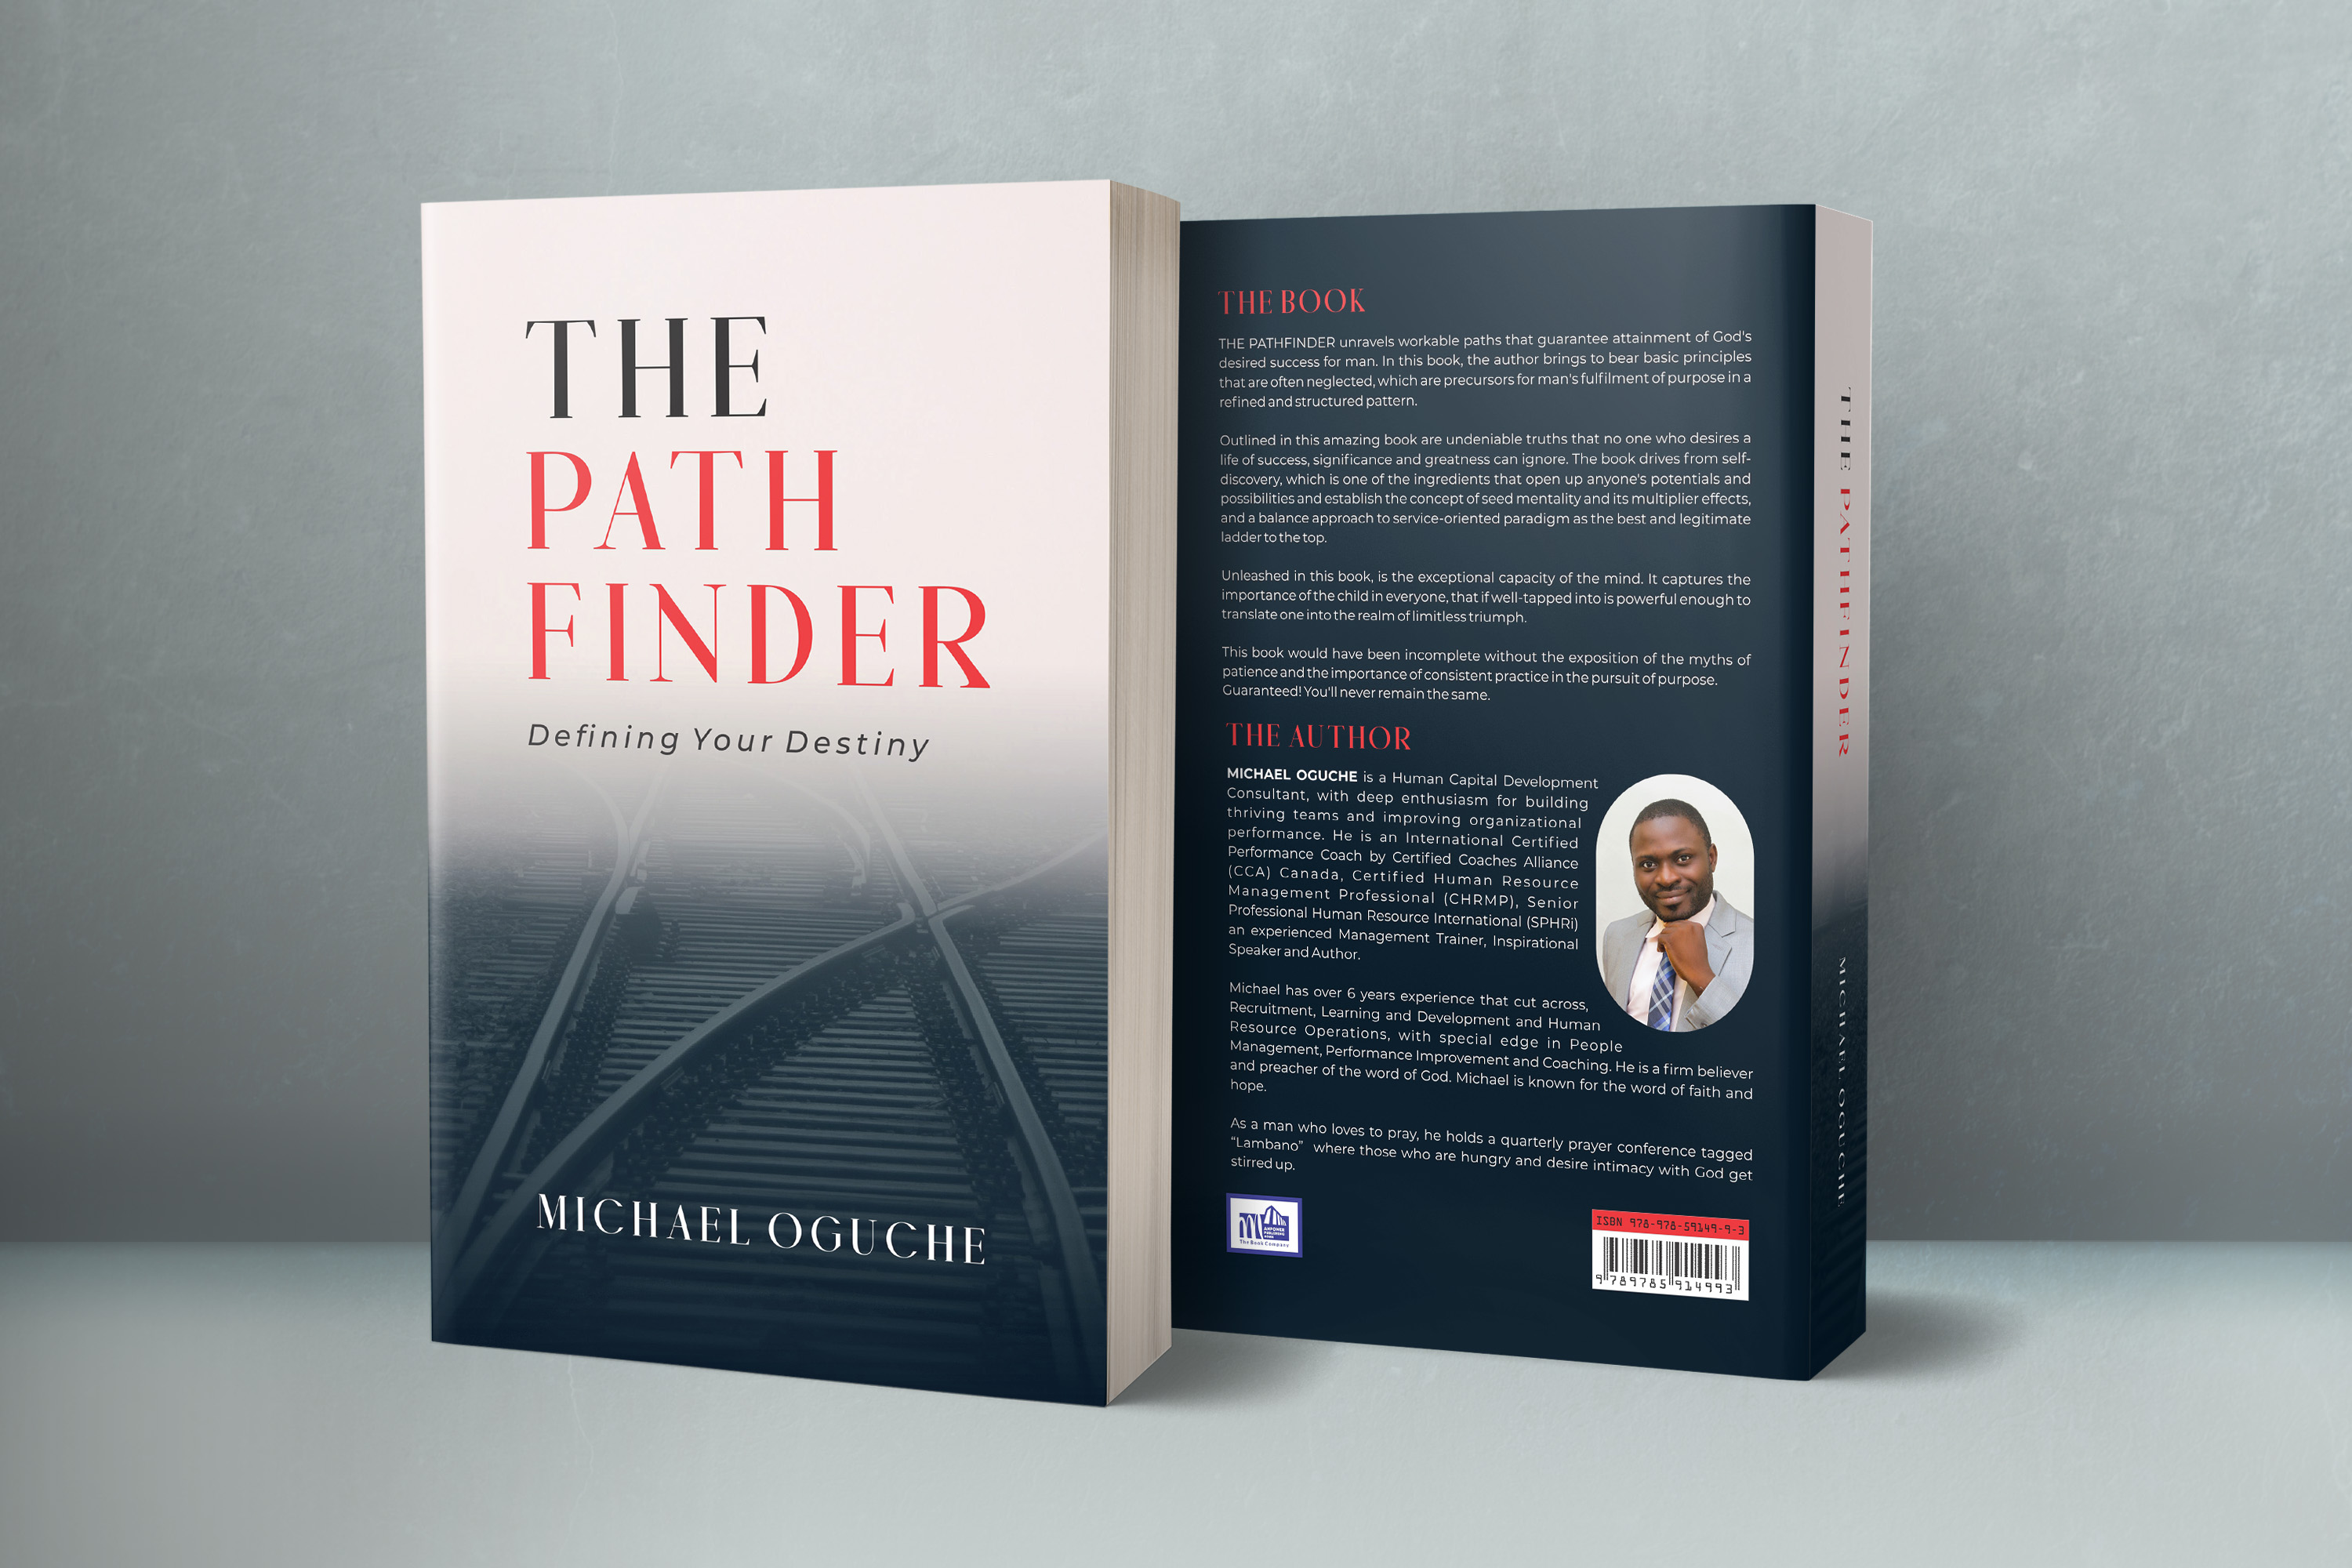 THE
PATH
FINDER
Defining Your Destiny
MICHAEL OGUCHE
THE BOOK
THE PATHFINDER unravels workable paths that guarantee attainment of God's
desired success for man. In this book, the author brings to bear basic principles
that are often neglected, which are precursors for man's fulfilment of purpose in a
refined and structured pattern.
Outlined in this amazing book are undeniable truths that no one who desires a
life of success, significance and greatness can ignore. The book drives from self-
discovery, which is one of the ingredients that open up anyone's potentials and
possibilities and establish the concept of seed mentality and its multiplier effects,
and a balance approach to service-oriented paradigm as the best and legitimate
ladder to the top.
Unleashed in this book, is the exceptional capacity of the mind. It captures the
importance of the child in everyone, that if well-tapped into is powerful enough to
translate one into the realm of limitless triumph.
This book would have been incomplete without the exposition of the myths of
patience and the importance of consistent practice in the pursuit of purpose.
Guaranteed! You'll never remain the same.
THE AUTHOR
MICHAEL OGUCHE is a Human Capital Development
Consultant, with deep enthusiasm for building
thriving teams and improving organizational
performance. He is an International Certified
Performance Coach by Certified Coaches Alliance
(CCA) Canada, Certified Human Resource
Management Professional (CHRMP), Senior
Professional Human Resource International (SPHRi)
an experienced Management Trainer, Inspirational
Speaker and Author.
Michael has over 6 years experience that cut across,
Recruitment, Learning and Development and Human
Resource Operations, with special edge in People
Management, Performance Improvement and Coaching. He is a firm believer
and preacher of the word of God. Michael is known for the word of faith and
hope.
As a man who loves to pray, he holds a quarterly prayer conference tagged
“Lambano” where those who are hungry and desire intimacy with God get
stirred up.
The Book Company
ISBN 978-978-59149-9-3
9 789785 914993
THE PATHFINDER
MICHAEL OGUCHE